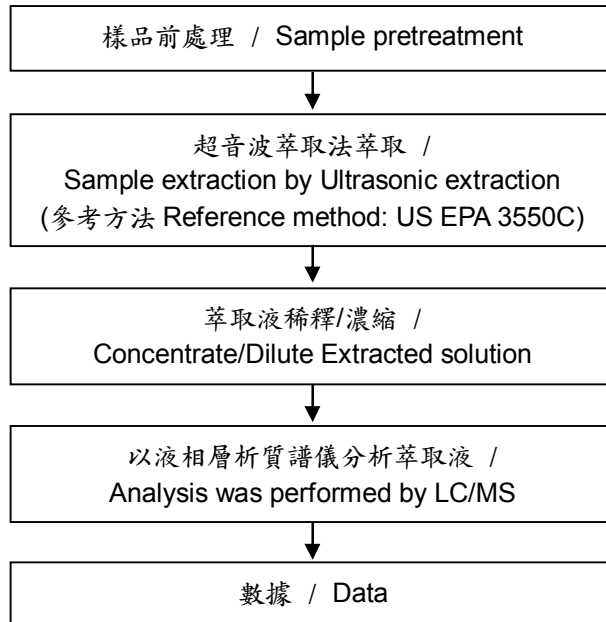 樣品前處理 / Sample pretreatment
超音波萃取法萃取 /
Sample extraction by Ultrasonic extraction
(參考方法 Reference method: US EPA 3550C)
萃取液稀釋/濃縮 /
Concentrate/Dilute Extracted solution
以液相層析質譜儀分析萃取液 /
Analysis was performed by LC/MS
數據 / Data